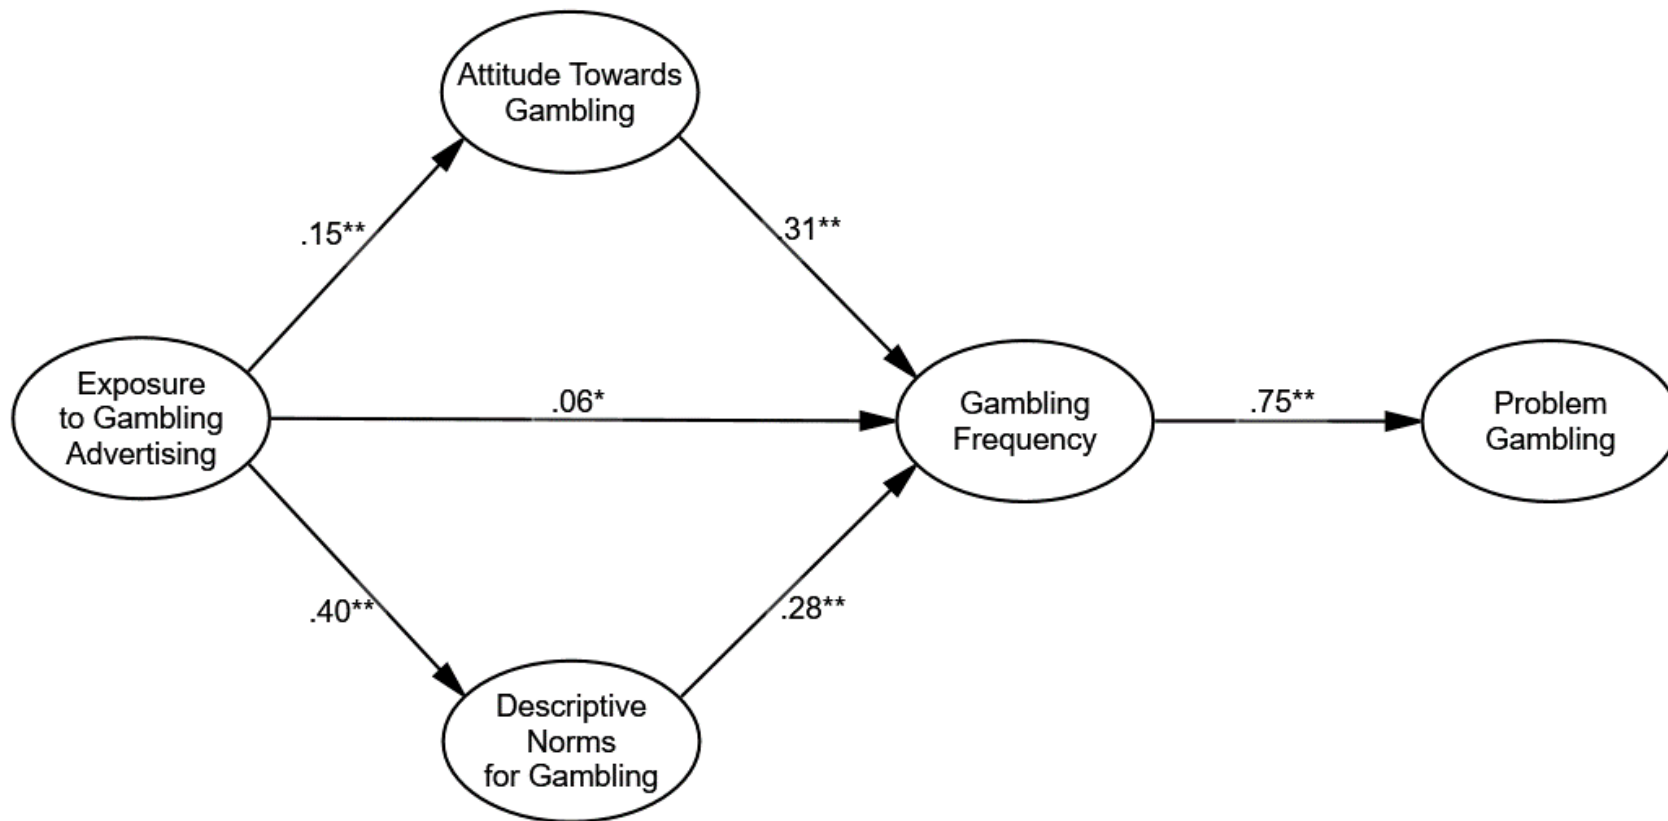 Attitude Towards
Gambling
.15**
.31**
Exposure
to Gambling
Advertising
.06*
Gambling
Frequency
.75**
Problem
Gambling
.40**
.28**
Descriptive
Norms
for Gambling